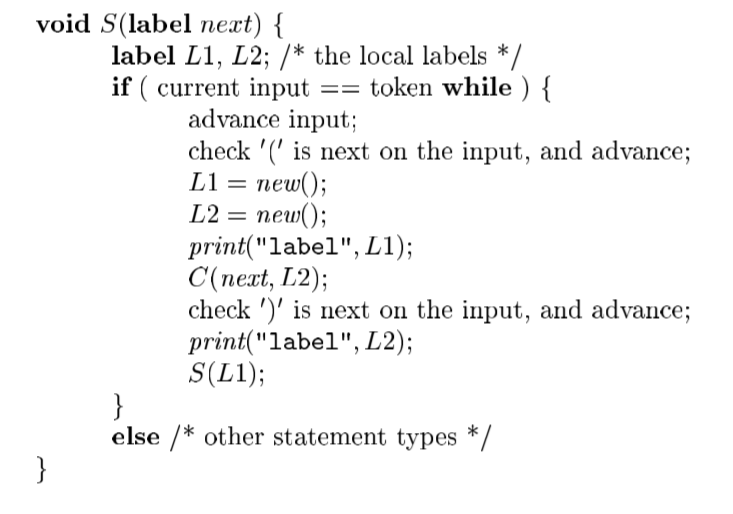 void S(label next) {
label L1, L2; /* the local labels */
if ( current input == token while ) {
advance input;
check '(' is next on the input, and advance;
L1 = new();
L2 = new();
print("label", L1);
C(next, L2);
check ')' is next on the input, and advance;
print("label", L2);
S(L1);
}
else /* other statement types */
}